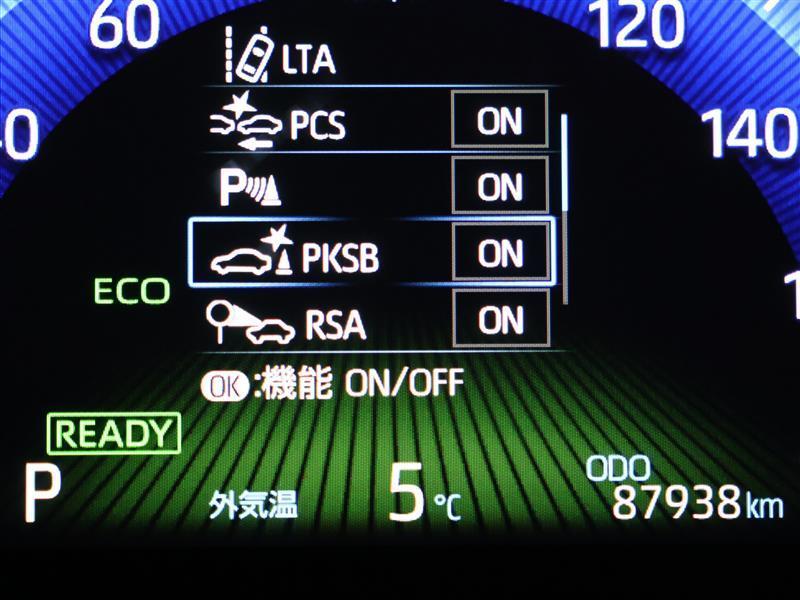 60
120
LTA
40
PCS ON
140
P ON
PKSB ON
ECO
RSA ON
OK:機能 ON/OFF
READY
P
外気温 5℃
ODO
87938km